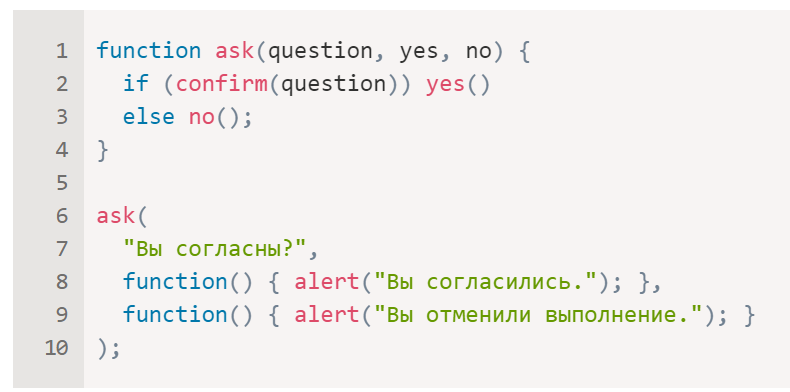 1 function ask(question, yes, no) {
2   if (confirm(question)) yes()
3   else no();
4 }
5
6 ask(
7   "Вы согласны?",
8   function() { alert("Вы согласились."); },
9   function() { alert("Вы отменили выполнение."); }
10 );